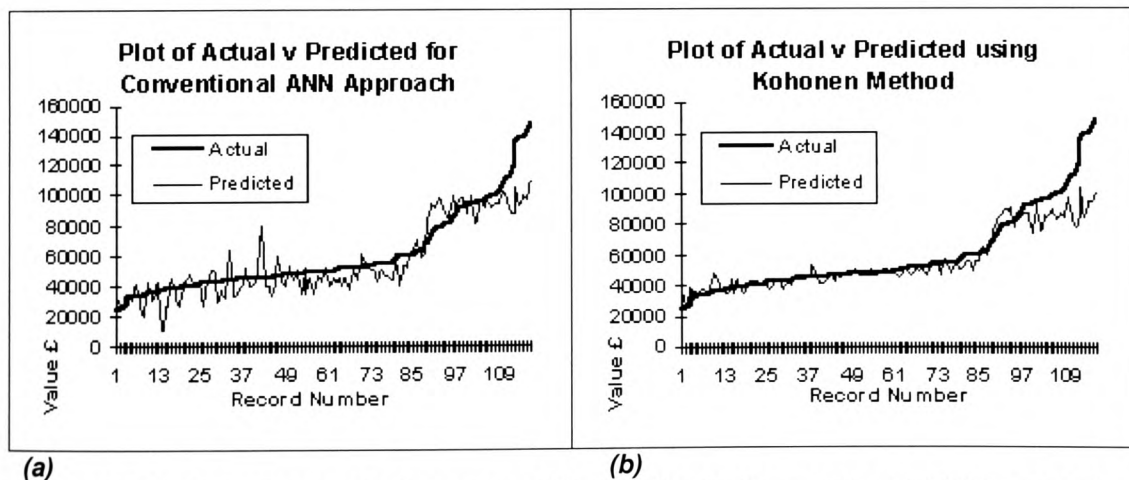 Plot of Actual v Predicted for
Conventional ANN Approach
160000
140000
120000
100000
80000
60000
40000
20000
0
Value £
Actual
Predicted
1 13 25 37 49 61 73 85 97 109
Record Number
(a)
Plot of Actual v Predicted using
Kohonen Method
160000
140000
120000
100000
80000
60000
40000
20000
0
Value £
Actual
Predicted
1 13 25 37 49 61 73 85 97 109
Record Number
(b)